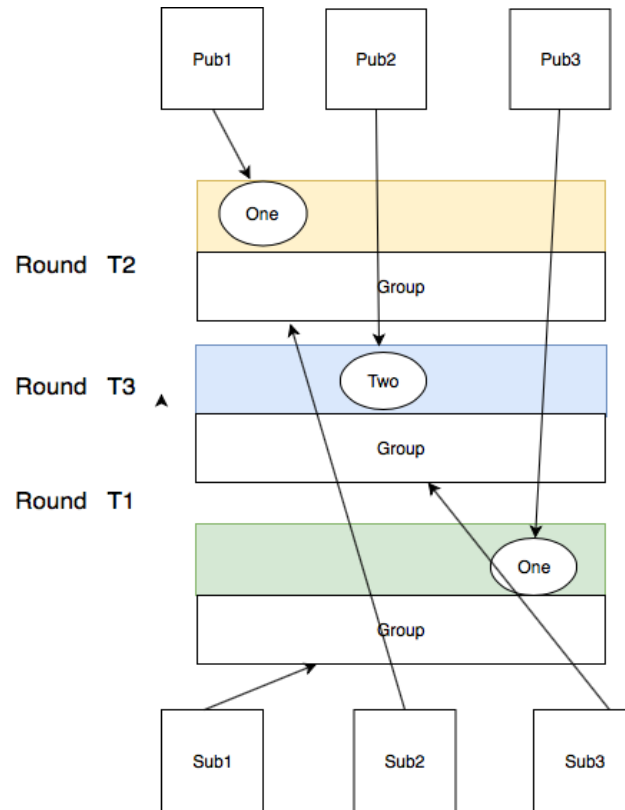 Pub1
Pub2
Pub3
One
Round T2
Group
Two
Round T3
Group
Round T1
One
Group
Sub1
Sub2
Sub3